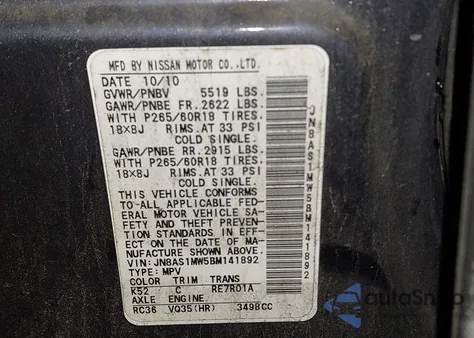 MFD BY NISSAN MOTOR CO.,LTD.
DATE 10/10
GVWR/PNBV 5519 LBS.
GAWR/PNBE FR. 2622 LBS.
WITH P265/60R18 TIRES.
18X8J RIMS.AT 33 PSI
COLD SINGLE.
GAWR/PNBE RR. 2915 LBS.
WITH P265/60R18 TIRES.
18X8J RIMS.AT 33 PSI
COLD SINGLE.
THIS VEHICLE CONFORMS
TO-ALL APPLICABLE FED-
ERAL MOTOR VEHICLE SA-
FETY AND THEFT PREVEN-
TION STANDARDS IN EFF-
ECT ON THE DATE OF MA-
NUFACTURE SHOWN ABOVE.
VIN:JN8AS1MW5BM141892
TYPE:MPV
COLOR TRIM TRANS
K52 C RE7R01A
AXLE ENGINE
RC36 VQ35(HR) 3498CC
JN8AS1MW5BM141892
AutoSnap